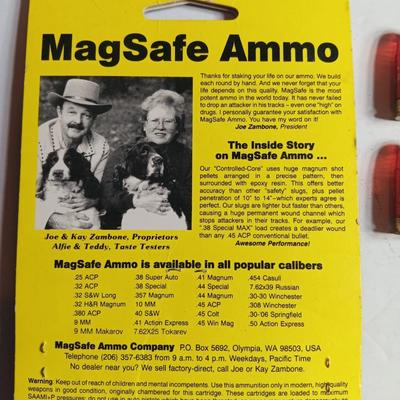 MagSafe Ammo
Thanks for staking your life on our ammo. We build
each round by hand. And we never forget that your
life depends on this quality. MagSafe is the most
potent ammo in the world today. It has never failed
to drop an attacker in his tracks – even one "high" on
drugs. I personally guarantee your satisfaction with
MagSafe Ammo. You have my word on it!
Joe Zambone, President
The Inside Story
on MagSafe Ammo ...
Our "Controlled-Core" uses huge magnum shot
pellets arranged in a precise pattern, then
surrounded with epoxy resin. This offers better
accuracy than other "safety" slugs, plus pellet
penetration of 10" to 14"–which experts agree is
perfect. Our slugs are lighter but faster than others,
causing a huge permanent wound channel which
stops attackers in their tracks. For example, our
".38 Special MAX" load creates a deadlier wound
than any .45 ACP conventional bullet.
Awesome Performance!
Joe & Kay Zambone, Proprietors
Alfie & Teddy, Taste Testers
MagSafe Ammo is available in all popular calibers
.25 ACP .38 Super Auto .41 Magnum .454 Casull
.32 ACP .38 Special .44 Special 7.62x39 Russian
.32 S&W Long .357 Magnum .44 Magnum .30-30 Winchester
.32 H&R Magnum 10 MM .45 ACP .308 Winchester
.380 ACP 40 S&W .45 Colt .30-'06 Springfield
9 MM .41 Action Express .45 Win Mag .50 Action Express
9 MM Makarov 7.62X25 Tokarev
MagSafe Ammo Company P.O. Box 5692, Olympia, WA 98503, USA
Telephone (206) 357-6383 from 9 a.m. to 4 p.m. Weekdays, Pacific Time
No dealer near you? We sell factory-direct, call Joe or Kay Zambone.
Warning: Keep out of reach of children and mental incompetents. Use this ammunition only in modern, high quality
weapons in good condition, originally chambered for this cartridge. These cartridges are loaded to maximum